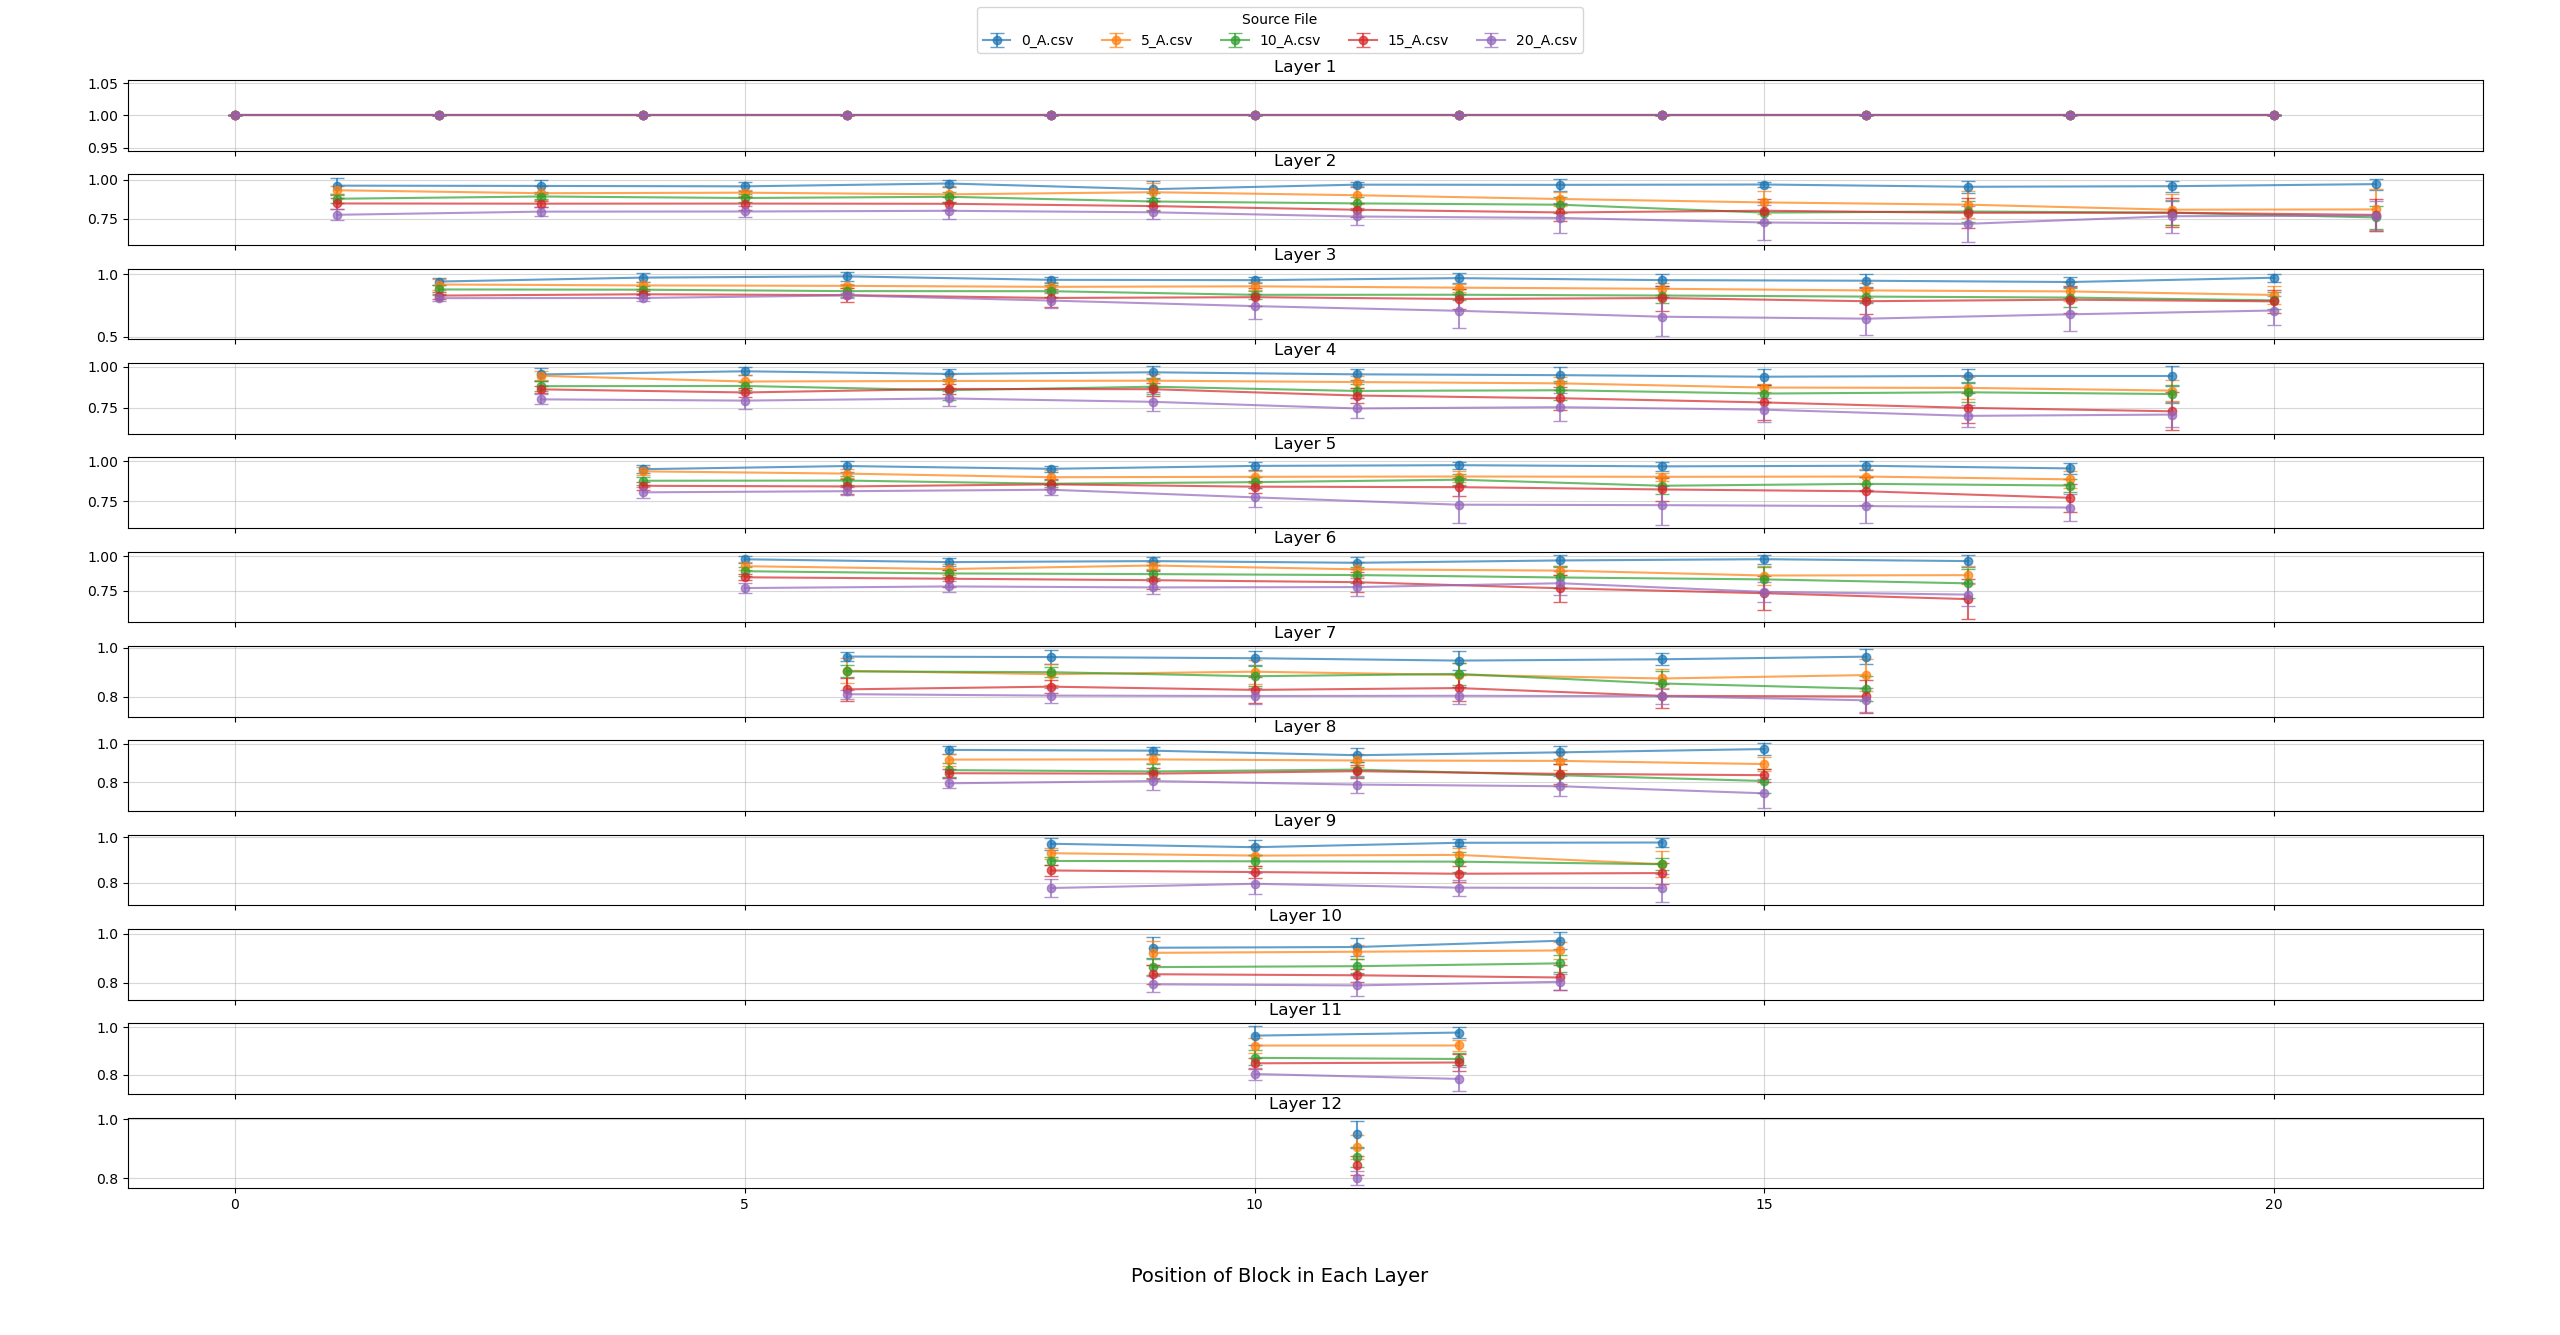 Source File
0_A.csv 5_A.csv 10_A.csv 15_A.csv 20_A.csv
Layer 1
1.05
1.00
0.95
Layer 2
1.00
0.75
Layer 3
1.0
0.5
Layer 4
1.00
0.75
Layer 5
1.00
0.75
Layer 6
1.00
0.75
Layer 7
1.0
0.8
Layer 8
1.0
0.8
Layer 9
1.0
0.8
Layer 10
1.0
0.8
Layer 11
1.0
0.8
Layer 12
1.0
0.8
0 5 10 15 20
Position of Block in Each Layer